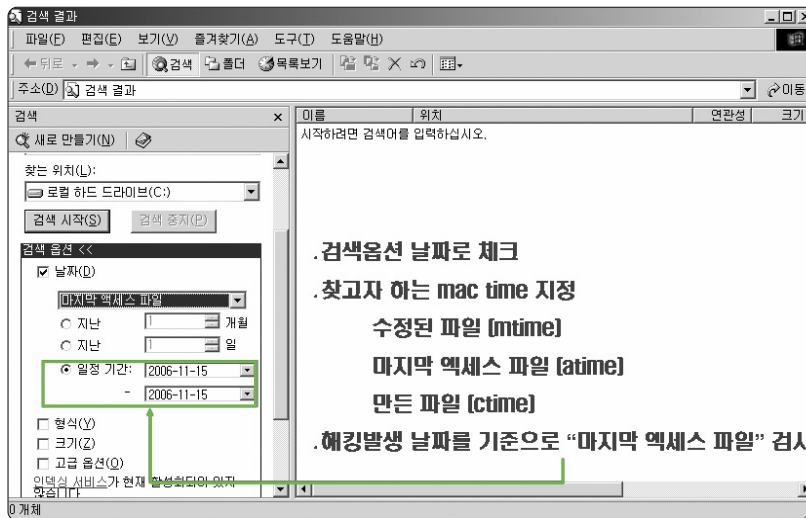 검색 결과
파일(F) 편집(E) 보기(V) 즐겨찾기(A) 도구(T) 도움말(H)
뒤로 검색 폴더 목록보기
주소(D) 검색 결과 이동
검색
새로 만들기(N)
찾는 위치(L):
로컬 하드 드라이브(C:)
검색 시작(S) 검색 중지(P)
검색 옵션 <<
날짜(D)
마지막 액세스 파일
지난 1 개월
지난 1 일
일정 기간: 2006-11-15
- 2006-11-15
형식(Y)
크기(Z)
고급 옵션(O)
인덱싱 서비스가 현재 활성화되어 있지
않습니다
이름 위치 연관성 크기
시작하려면 검색어를 입력하십시오.
.검색옵션 날짜로 체크
.찾고자 하는 mac time 지정
수정된 파일 (mtime)
마지막 엑세스 파일 (atime)
만든 파일 (ctime)
.해킹발생 날짜를 기준으로 “마지막 엑세스 파일” 검사
0 개체